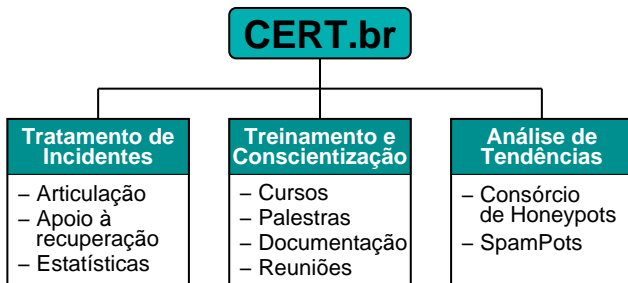 CERT.br
Tratamento de
Incidentes
– Articulação
– Apoio à
recuperação
– Estatísticas
Treinamento e
Conscientização
– Cursos
– Palestras
– Documentação
– Reuniões
Análise de
Tendências
– Consórcio
de Honeypots
– SpamPots